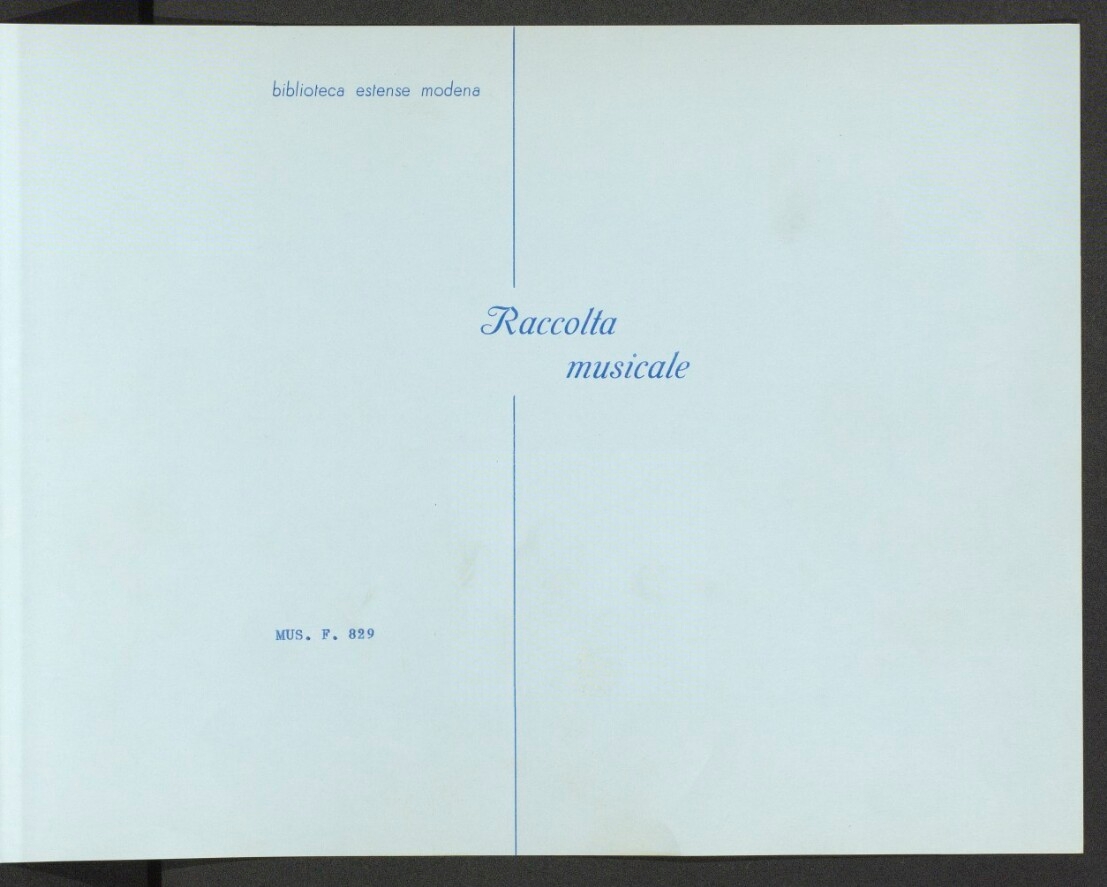 biblioteca estense modena
Raccolta
musicale
MUS. F. 829